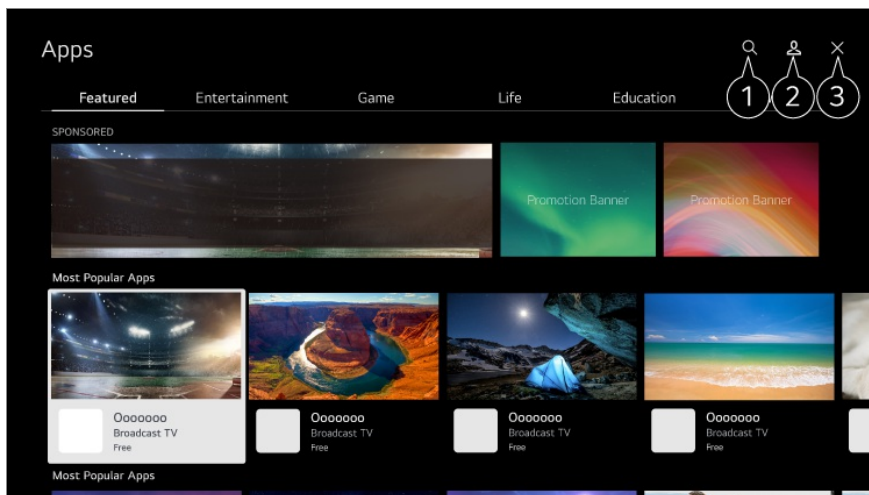 Apps
Featured Entertainment Game Life Education
1 2 3
SPONSORED
Promotion Banner Promotion Banner
Most Popular Apps
Ooooooo Ooooooo Ooooooo Ooooooo
Broadcast TV Broadcast TV Broadcast TV Broadcast TV
Free Free Free Free
Most Popular Apps